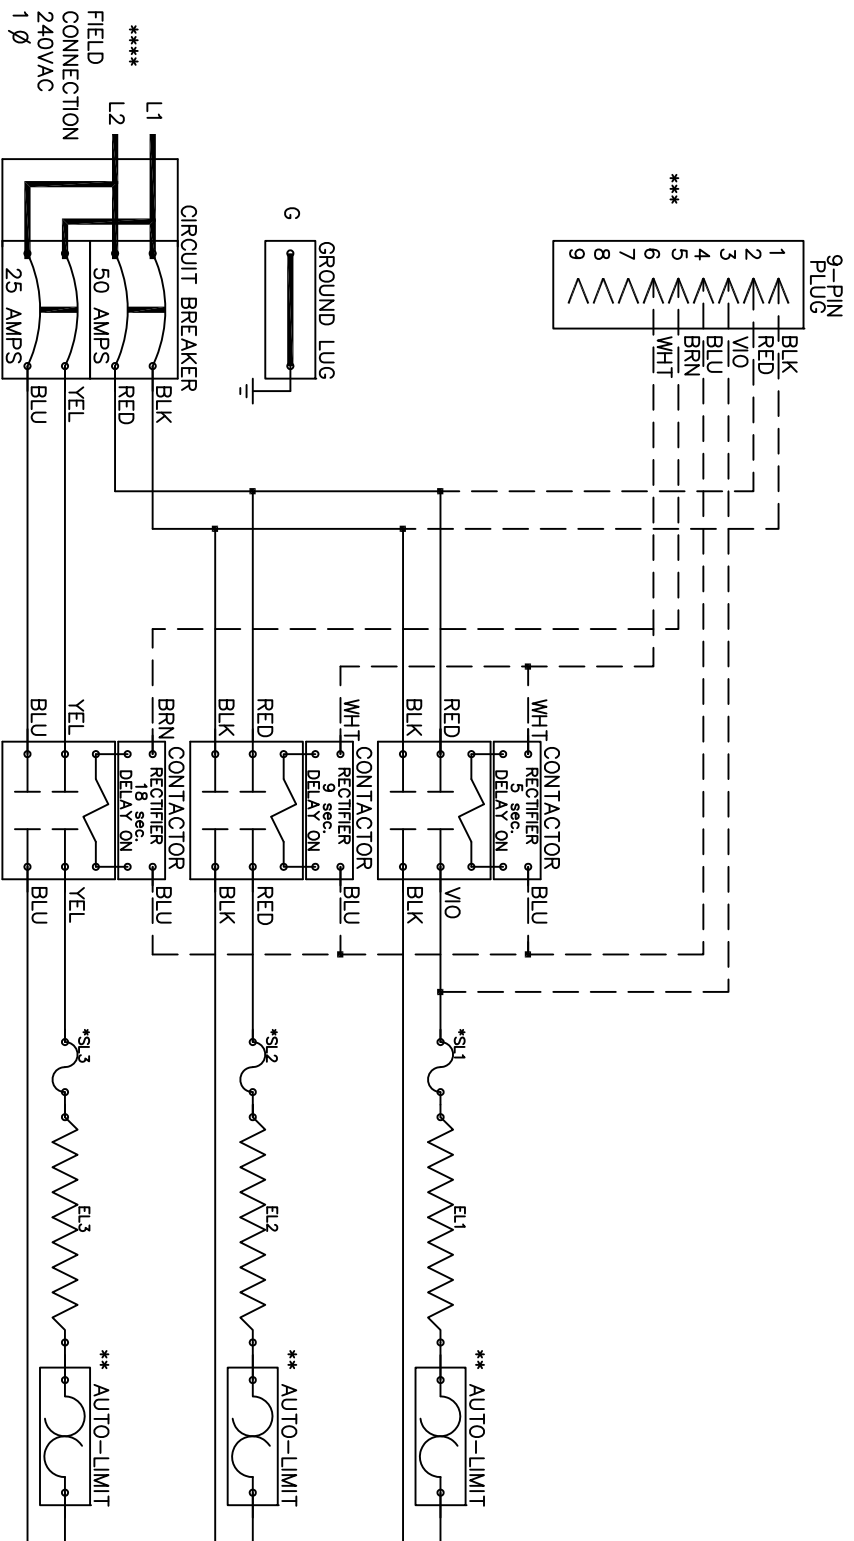 9-PIN
PLUG
***
1
2
3
4
5
6
7
8
9
BLK
RED
VIO
BLU
BRN
WHT
G
GROUND LUG
****
FIELD
CONNECTION
240VAC
1 Ø
L1
L2
CIRCUIT BREAKER
50 AMPS
25 AMPS
BLK
RED
YEL
BLU
WHT
CONTACTOR
RECTIFIER
5 sec.
DELAY ON
BLU
RED
BLK
VIO
BLK
*SL1
EL1
** AUTO-LIMIT
WHT
CONTACTOR
RECTIFIER
9 sec.
DELAY ON
BLU
RED
BLK
RED
BLK
*SL2
EL2
** AUTO-LIMIT
BRN
CONTACTOR
RECTIFIER
18 sec.
DELAY ON
BLU
YEL
BLU
YEL
BLU
*SL3
EL3
** AUTO-LIMIT